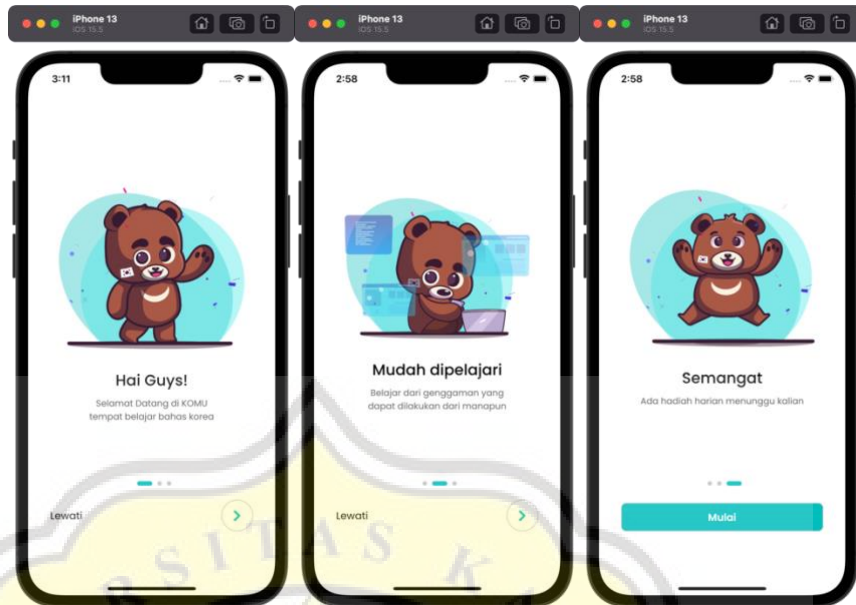 iPhone 13
iOS 15.5
3:11
Hai Guys!
Selamat Datang di KOMU
tempat belajar bahas korea
Lewati
iPhone 13
iOS 15.5
2:58
Mudah dipelajari
Belajar dari genggaman yang
dapat dilakukan dari manapun
Lewati
iPhone 13
iOS 15.5
2:58
Semangat
Ada hadiah harian menunggu kalian
Mulai
RSITAS KA